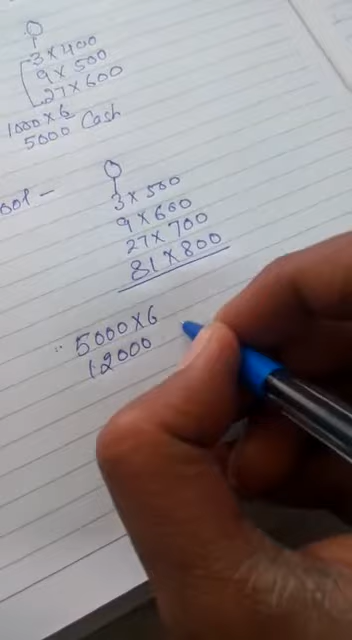 3 x 400
9 x 500
27 x 600
1000 x 6
5000 Cash
3 x 500
9 x 600
27 x 700
81 x 800
5000 x 6
12000